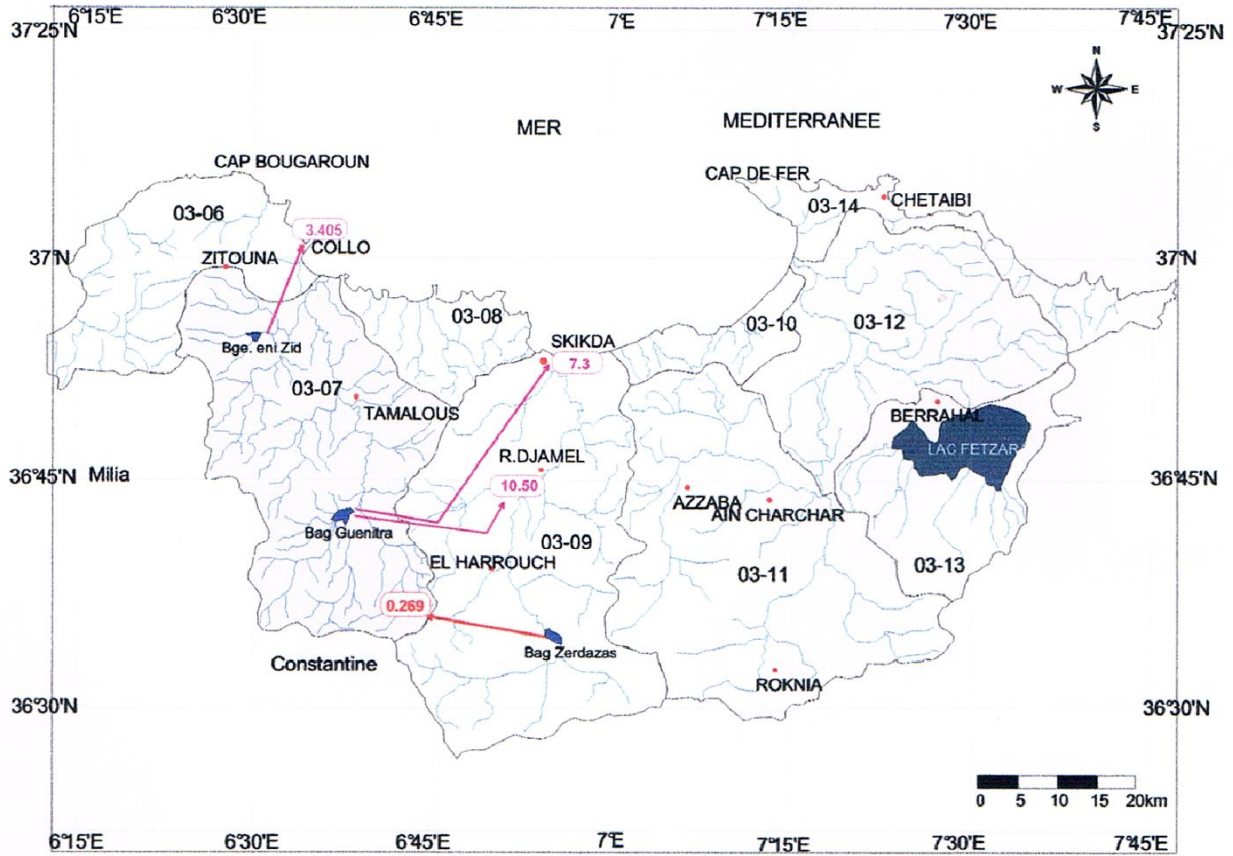 6°15'E 6°30'E 6°45'E 7°E 7°15'E 7°30'E 7°45'E
37°25'N 37°25'N
N
W E
S
MER MEDITERRANEE
CAP BOUGAROUN
CAP DE FER
03-06
03-14
CHETAIBI
3.405
COLLO
37°N 37°N
ZITOUNA
03-08
03-10
03-12
SKIKDA
Bge. eni Zid
7.3
03-07
TAMALOUS
BERRAHAL
LAC FETZAR
R.DJAMEL
36°45'N Milia 36°45'N
10.50
AZZABA
AIN CHARCHAR
Bag Guenitra
03-09
EL HARROUCH
03-13
03-11
0.269
Bag Zerdazas
Constantine
ROKNIA
36°30'N 36°30'N
0 5 10 15 20km
6°15'E 6°30'E 6°45'E 7°E 7°15'E 7°30'E 7°45'E